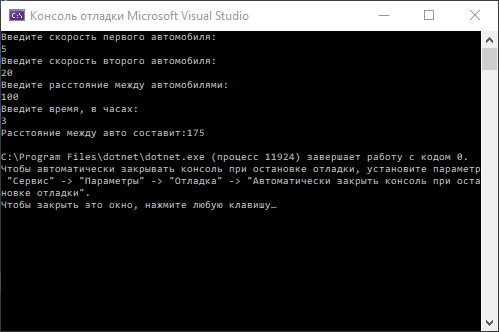 C:\ Консоль отладки Microsoft Visual Studio
Введите скорость первого автомобиля:
5
Введите скорость второго автомобиля:
20
Введите расстояние между автомобилями:
100
Введите время, в часах:
3
Расстояние между авто составит:175
C:\Program Files\dotnet\dotnet.exe (процесс 11924) завершает работу с кодом 0.
Чтобы автоматически закрывать консоль при остановке отладки, установите параметр
"Сервис" -> "Параметры" -> "Отладка" -> "Автоматически закрыть консоль при оста
новке отладки".
Чтобы закрыть это окно, нажмите любую клавишу…